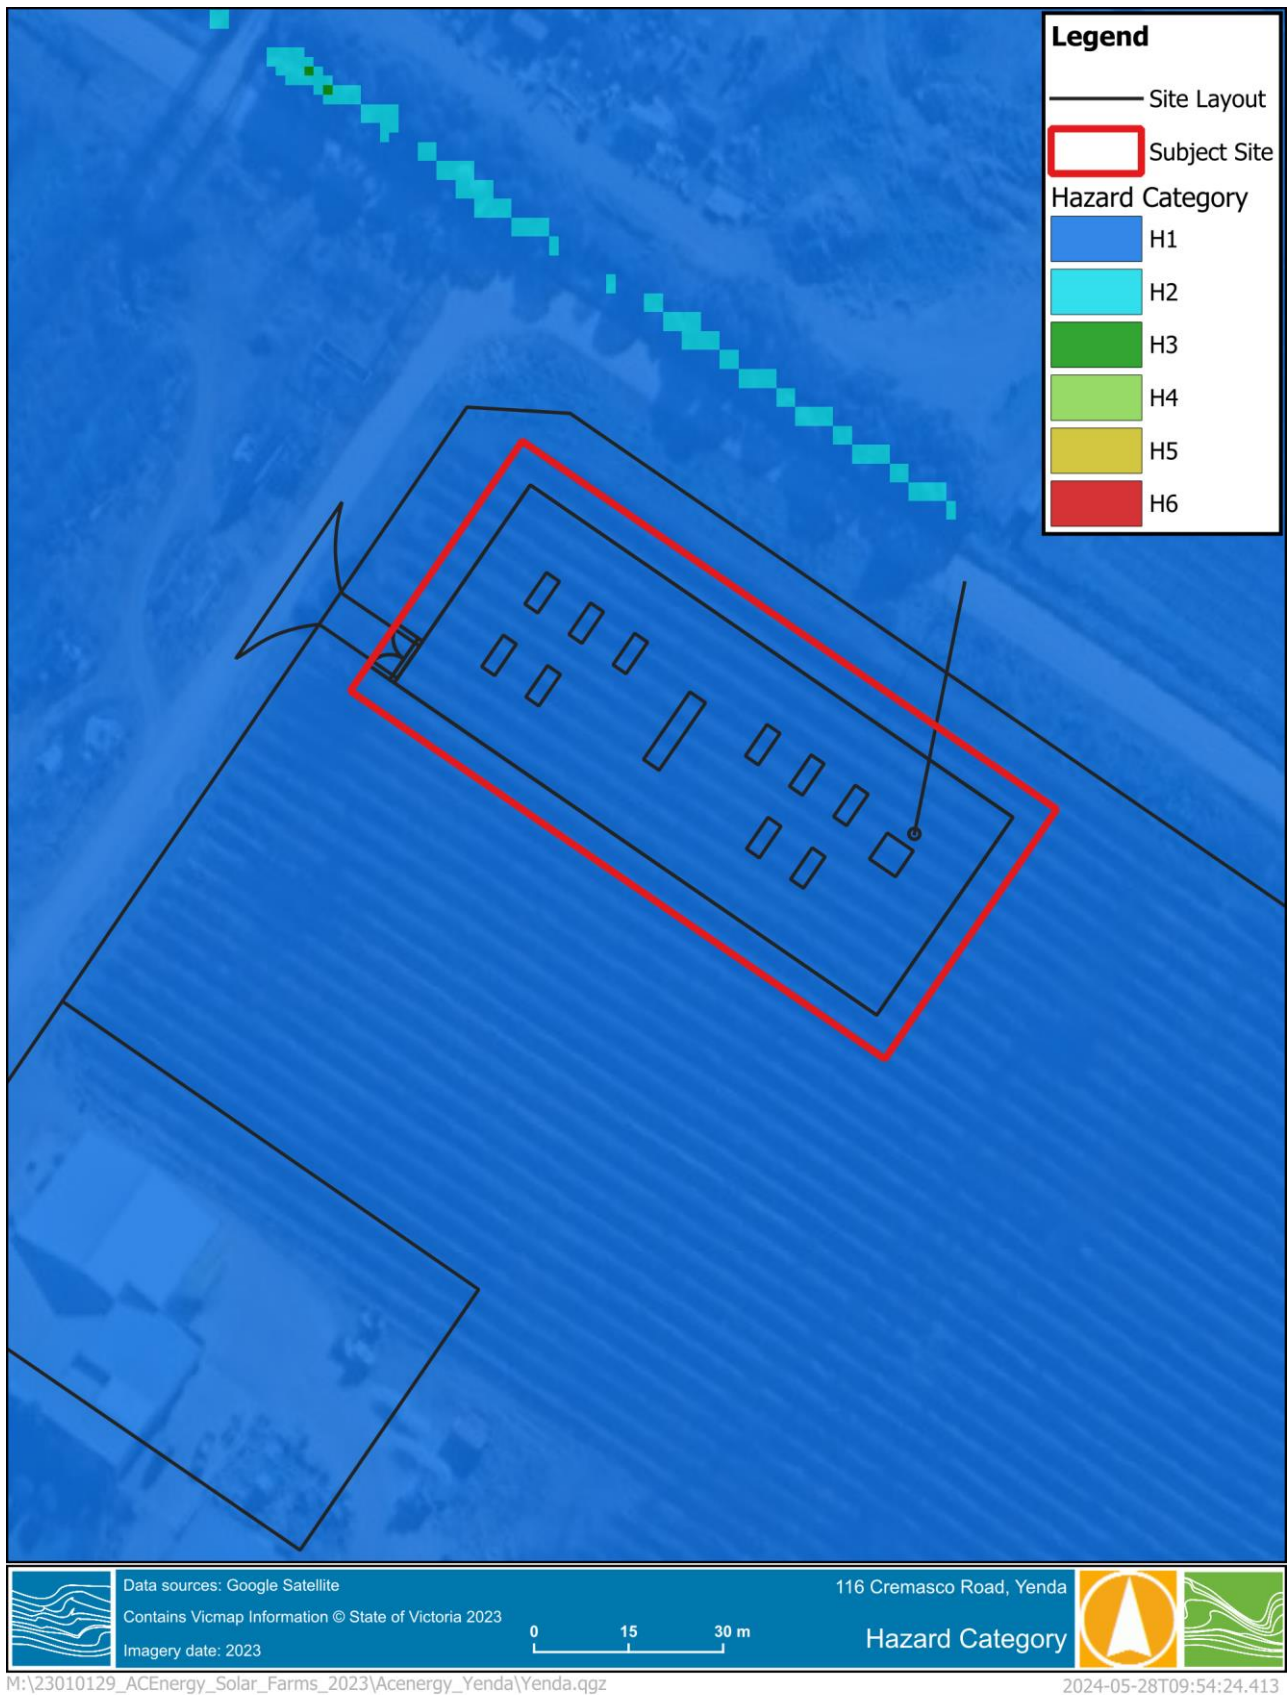 Legend
Site Layout
Subject Site
Hazard Category
H1
H2
H3
H4
H5
H6
Data sources: Google Satellite
Contains Vicmap Information © State of Victoria 2023
Imagery date: 2023
0 15 30 m
116 Cremasco Road, Yenda
Hazard Category
M:\23010129_ACEnergy_Solar_Farms_2023\Acenergy_Yenda\Yenda.qgz
2024-05-28T09:54:24.413